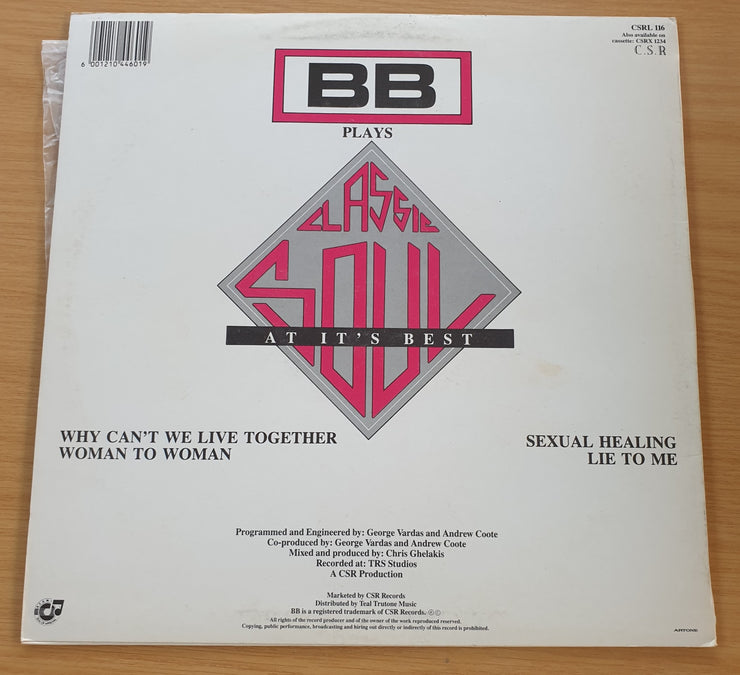 6 001210 446019
CSRL 116
Also available on
cassette: CSRX 1234
C.S.R
BB
PLAYS
CLASSIC
SOUL
AT IT'S BEST
WHY CAN'T WE LIVE TOGETHER
WOMAN TO WOMAN
SEXUAL HEALING
LIE TO ME
Programmed and Engineered by: George Vardas and Andrew Coote
Co-produced by: George Vardas and Andrew Coote
Mixed and produced by: Chris Ghelakis
Recorded at: TRS Studios
A CSR Production
Marketed by CSR Records
Distributed by Teal Trutone Music
BB is a registered trademark of CSR Records. ℗©
All rights of the record producer and of the owner of the work reproduced reserved.
Copying, public performance, broadcasting and hiring out directly or indirectly of this record is prohibited.
ARTONE